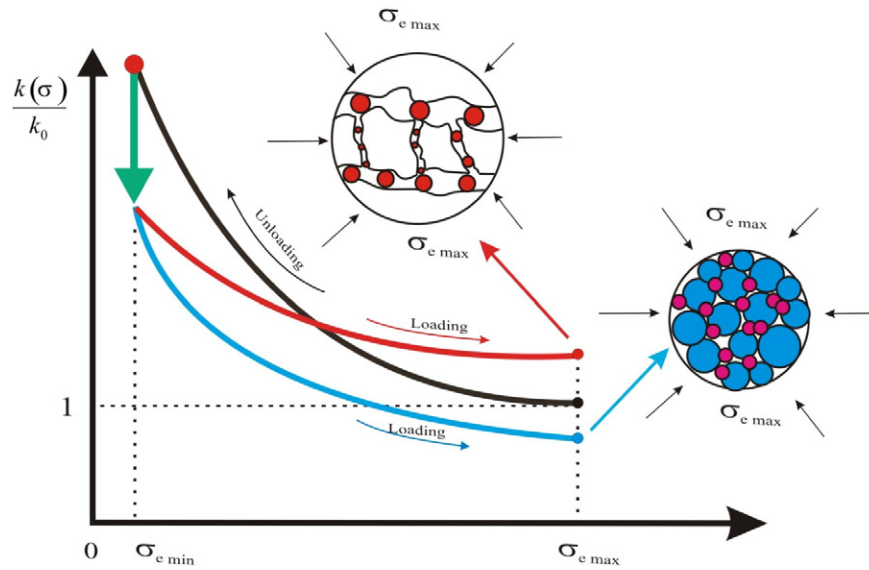 σe max
k(σ)
k0
σe max
Unloading
σe max
Loading
1
Loading
σe max
0
σe min
σe max